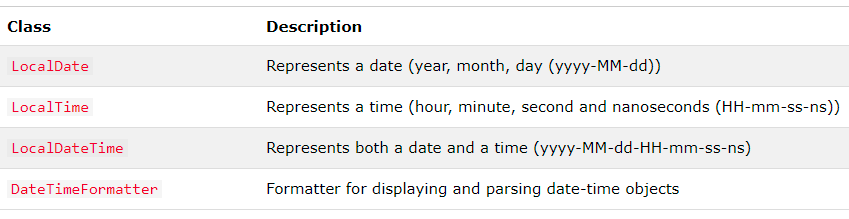 Class Description
LocalDate Represents a date (year, month, day (yyyy-MM-dd))
LocalTime Represents a time (hour, minute, second and nanoseconds (HH-mm-ss-ns))
LocalDateTime Represents both a date and a time (yyyy-MM-dd-HH-mm-ss-ns)
DateTimeFormatter Formatter for displaying and parsing date-time objects